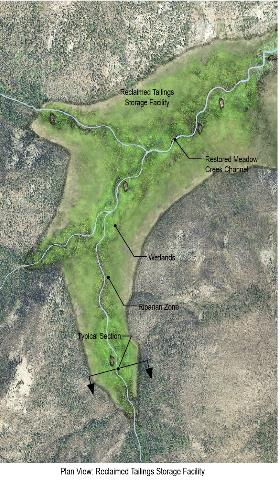 Reclaimed Tailings
Storage Facility
Restored Meadow
Creek Channel
Wetlands
Riparian Zone
Typical Section
Plan View: Reclaimed Tailings Storage Facility